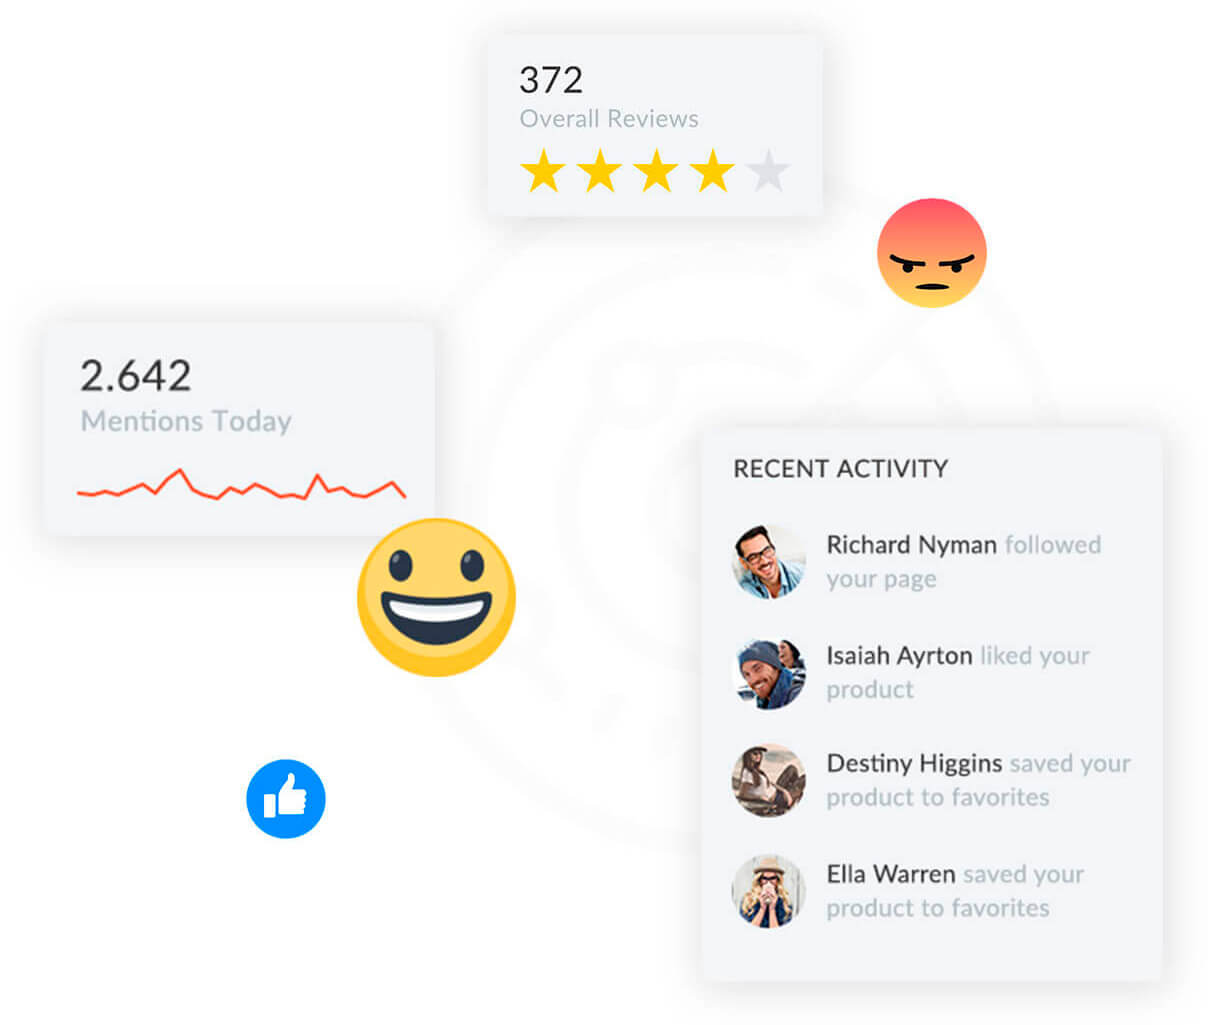 372
Overall Reviews
2.642
Mentions Today
RECENT ACTIVITY
Richard Nyman followed
your page
Isaiah Ayrton liked your
product
Destiny Higgins saved your
product to favorites
Ella Warren saved your
product to favorites